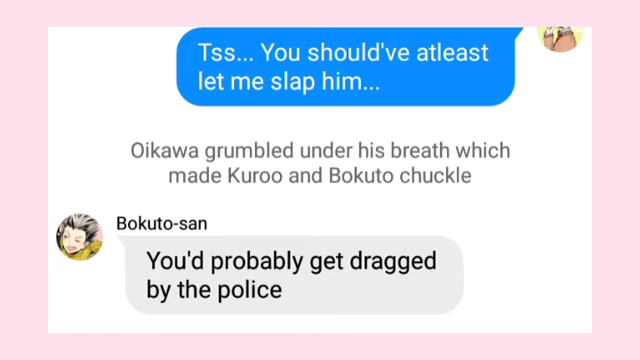 Tss... You should've atleast
let me slap him...
Oikawa grumbled under his breath which
made Kuroo and Bokuto chuckle
Bokuto-san
You'd probably get dragged
by the police